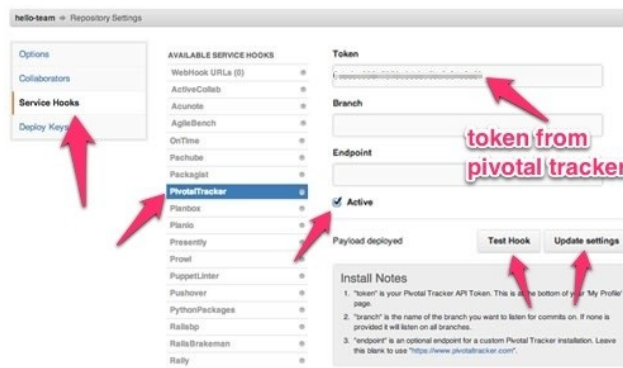 hello-team → Repository Settings
Options
Collaborators
Service Hooks
Deploy Keys
AVAILABLE SERVICE HOOKS
WebHook URLs (0)
ActiveCollab
Acunote
AgileBench
OnTime
Pachube
Packagist
PivotalTracker
Planbox
Planio
Presently
Prowl
PuppetLinter
Pushover
PythonPackages
Railsbp
RailsBrakeman
Rally
Token
Branch
token from
pivotal tracker
Endpoint
Active
Payload deployed
Test Hook
Update settings
Install Notes
1. "token" is your Pivotal Tracker API Token. This is at the bottom of your 'My Profile'
page.
2. "branch" is the name of the branch you want to listen for commits on. If none is
provided it will listen on all branches.
3. "endpoint" is an optional endpoint for a custom Pivotal Tracker installation. Leave
this blank to use "https://www.pivotaltracker.com".